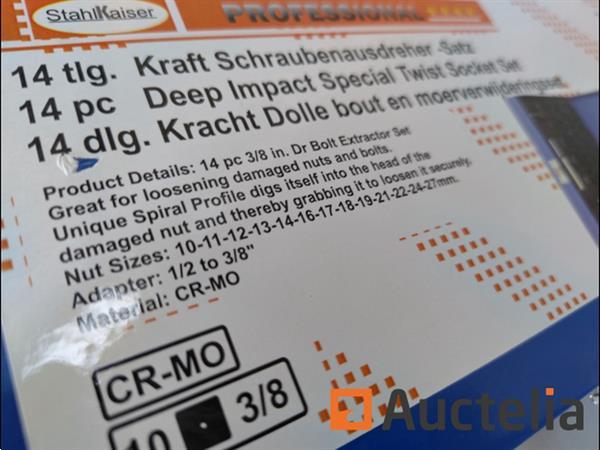 StahlKaiser
PROFESSIONAL
14 tlg. Kraft Schraubenausdreher-Satz
14 pc Deep Impact Special Twist Socket Set
14 dlg. Kracht Dolle bout en moerverwijderingsset
Product Details: 14 pc 3/8 in. Dr Bolt Extractor Set
Great for loosening damaged nuts and bolts.
Unique Spiral Profile digs itself into the head of the
damaged nut and thereby grabbing it to loosen it securely.
Nut Sizes: 10-11-12-13-14-16-17-18-19-21-22-24-27mm.
Adapter: 1/2 to 3/8"
Material: CR-MO
CR-MO
10 3/8
Auctelia